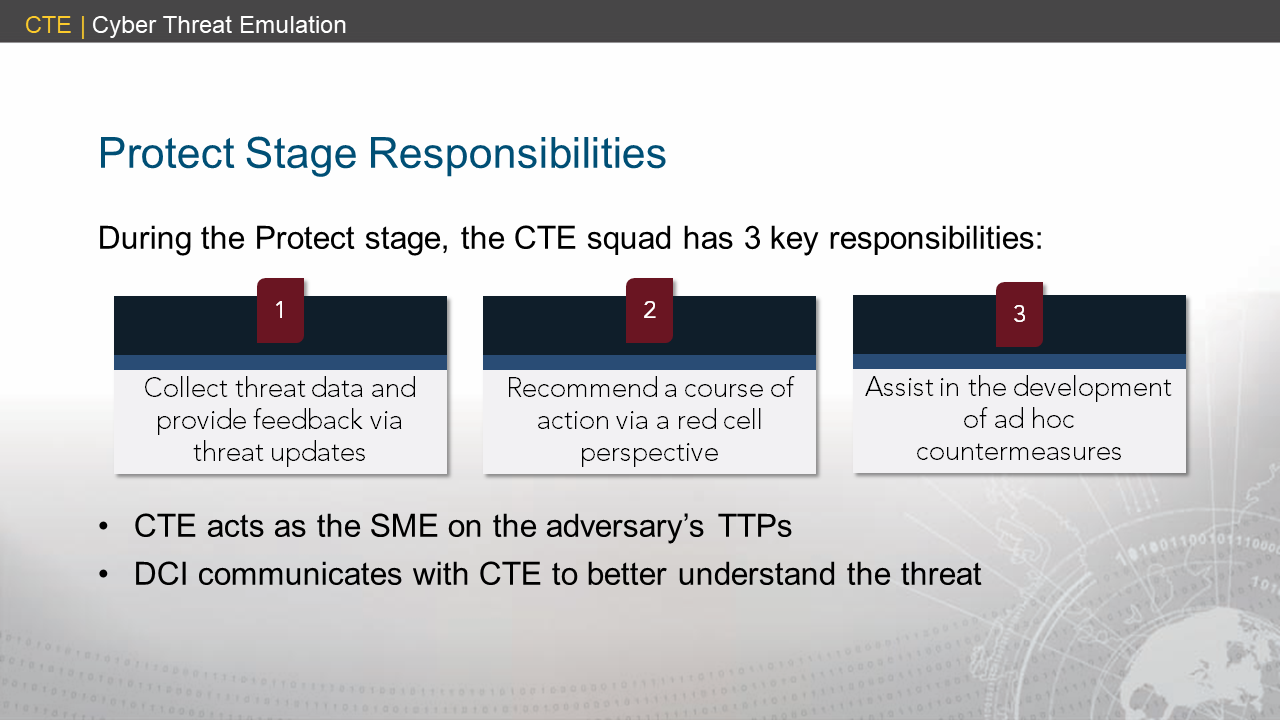 CTE | Cyber Threat Emulation
Protect Stage Responsibilities
During the Protect stage, the CTE squad has 3 key responsibilities:
1
Collect threat data and
provide feedback via
threat updates
2
Recommend a course of
action via a red cell
perspective
3
Assist in the development
of ad hoc
countermeasures
• CTE acts as the SME on the adversary’s TTPs
• DCI communicates with CTE to better understand the threat